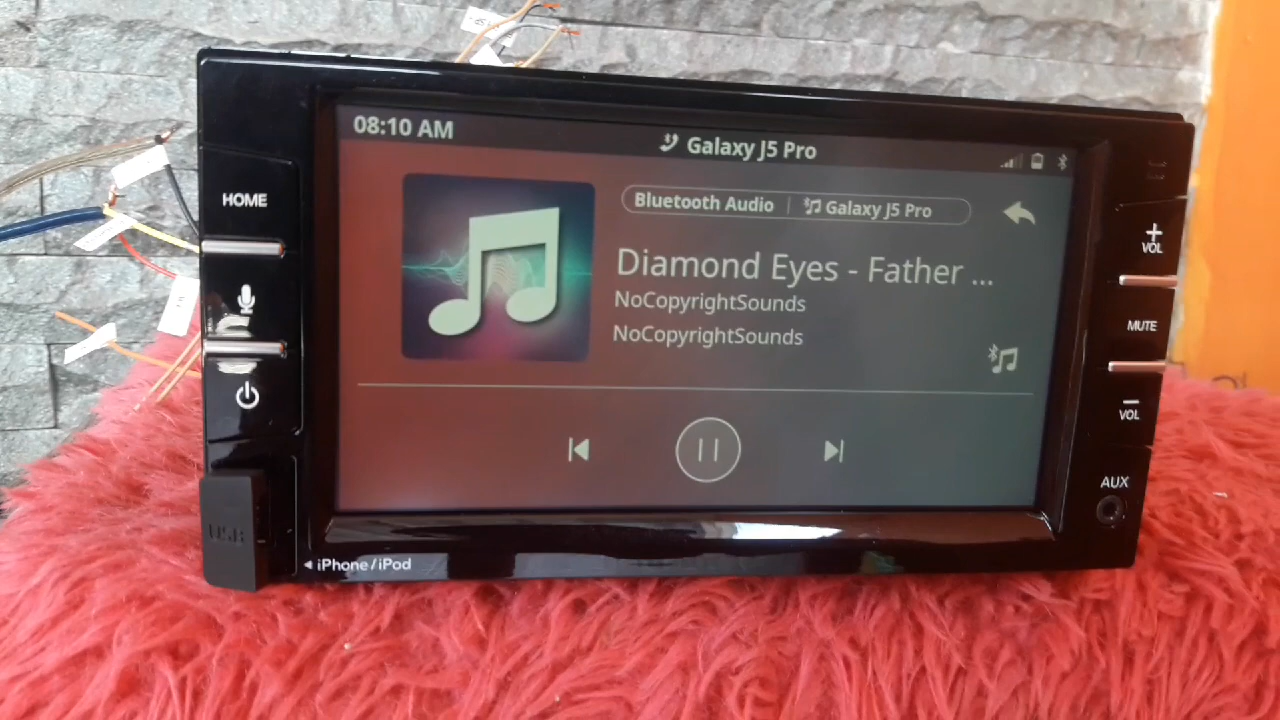 08:10 AM
Galaxy J5 Pro
HOME
Bluetooth Audio
Galaxy J5 Pro
Diamond Eyes - Father ...
NoCopyrightSounds
NoCopyrightSounds
+
VOL
MUTE
−
VOL
AUX
USB
iPhone/iPod